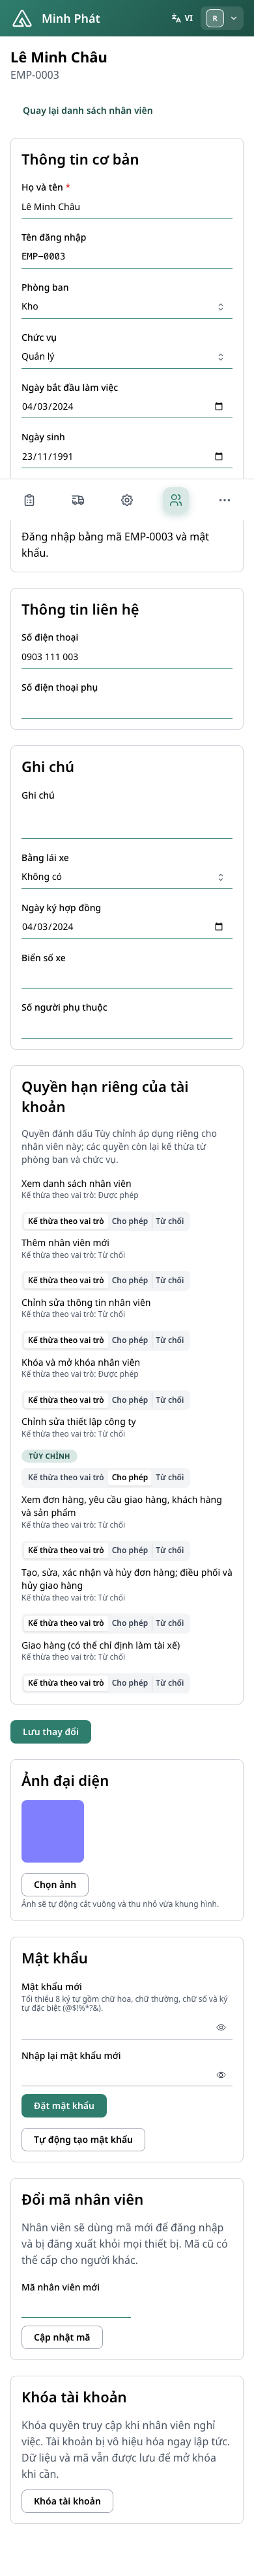 Minh Phát
VI
R
Lê Minh Châu
EMP-0003
Quay lại danh sách nhân viên
Thông tin cơ bản
Họ và tên *
Lê Minh Châu
Tên đăng nhập
EMP-0003
Phòng ban
Kho
Chức vụ
Quản lý
Ngày bắt đầu làm việc
04/03/2024
Ngày sinh
23/11/1991
Đăng nhập bằng mã EMP-0003 và mật
khẩu.
Thông tin liên hệ
Số điện thoại
0903 111 003
Số điện thoại phụ
Ghi chú
Ghi chú
Bằng lái xe
Không có
Ngày ký hợp đồng
04/03/2024
Biển số xe
Số người phụ thuộc
Quyền hạn riêng của tài
khoản
Quyền đánh dấu Tùy chỉnh áp dụng riêng cho
nhân viên này; các quyền còn lại kế thừa từ
phòng ban và chức vụ.
Xem danh sách nhân viên
Kế thừa theo vai trò: Được phép
Kế thừa theo vai trò Cho phép Từ chối
Thêm nhân viên mới
Kế thừa theo vai trò: Từ chối
Kế thừa theo vai trò Cho phép Từ chối
Chỉnh sửa thông tin nhân viên
Kế thừa theo vai trò: Từ chối
Kế thừa theo vai trò Cho phép Từ chối
Khóa và mở khóa nhân viên
Kế thừa theo vai trò: Được phép
Kế thừa theo vai trò Cho phép Từ chối
Chỉnh sửa thiết lập công ty
Kế thừa theo vai trò: Từ chối
TÙY CHỈNH
Kế thừa theo vai trò Cho phép Từ chối
Xem đơn hàng, yêu cầu giao hàng, khách hàng
và sản phẩm
Kế thừa theo vai trò: Từ chối
Kế thừa theo vai trò Cho phép Từ chối
Tạo, sửa, xác nhận và hủy đơn hàng; điều phối và
hủy giao hàng
Kế thừa theo vai trò: Từ chối
Kế thừa theo vai trò Cho phép Từ chối
Giao hàng (có thể chỉ định làm tài xế)
Kế thừa theo vai trò: Từ chối
Kế thừa theo vai trò Cho phép Từ chối
Lưu thay đổi
Ảnh đại diện
Chọn ảnh
Ảnh sẽ tự động cắt vuông và thu nhỏ vừa khung hình.
Mật khẩu
Mật khẩu mới
Tối thiểu 8 ký tự gồm chữ hoa, chữ thường, chữ số và ký
tự đặc biệt (@$!%*?&).
Nhập lại mật khẩu mới
Đặt mật khẩu
Tự động tạo mật khẩu
Đổi mã nhân viên
Nhân viên sẽ dùng mã mới để đăng nhập
và bị đăng xuất khỏi mọi thiết bị. Mã cũ có
thể cấp cho người khác.
Mã nhân viên mới
Cập nhật mã
Khóa tài khoản
Khóa quyền truy cập khi nhân viên nghỉ
việc. Tài khoản bị vô hiệu hóa ngay lập tức.
Dữ liệu và mã vẫn được lưu để mở khóa
khi cần.
Khóa tài khoản